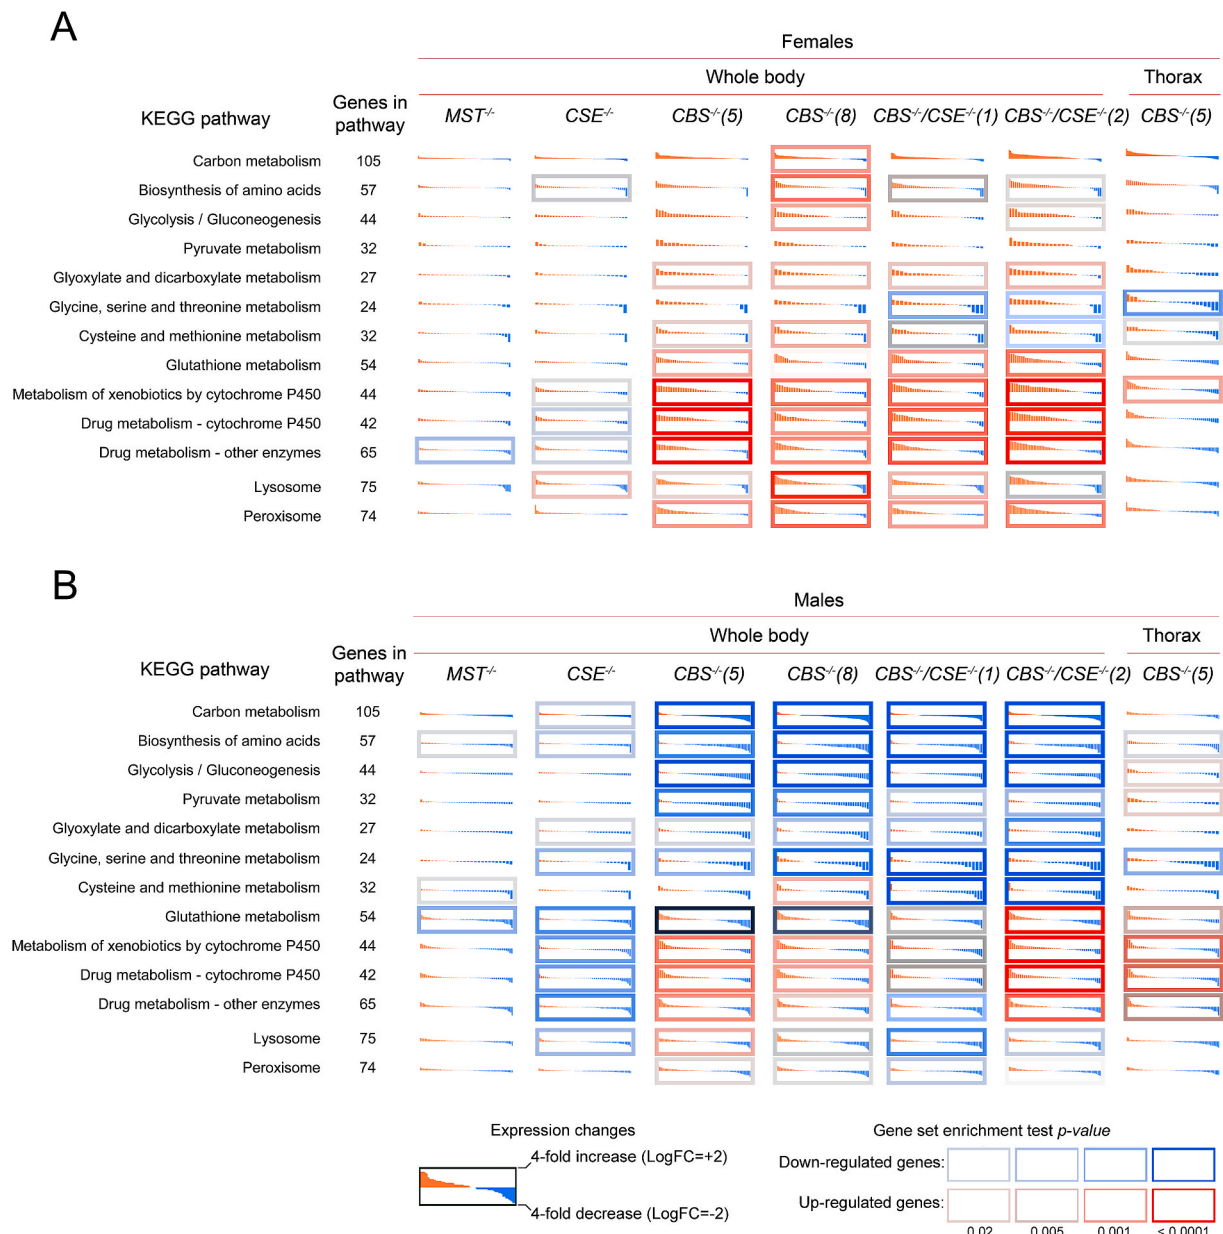 A
Females
Whole body Thorax
KEGG pathway Genes in pathway MST-/- CSE-/- CBS-/-(5) CBS-/-(8) CBS-/-/CSE-/-(1) CBS-/-/CSE-/-(2) CBS-/-(5)
Carbon metabolism 105
Biosynthesis of amino acids 57
Glycolysis / Gluconeogenesis 44
Pyruvate metabolism 32
Glyoxylate and dicarboxylate metabolism 27
Glycine, serine and threonine metabolism 24
Cysteine and methionine metabolism 32
Glutathione metabolism 54
Metabolism of xenobiotics by cytochrome P450 44
Drug metabolism - cytochrome P450 42
Drug metabolism - other enzymes 65
Lysosome 75
Peroxisome 74
B
Males
Whole body Thorax
KEGG pathway Genes in pathway MST-/- CSE-/- CBS-/-(5) CBS-/-(8) CBS-/-/CSE-/-(1) CBS-/-/CSE-/-(2) CBS-/-(5)
Carbon metabolism 105
Biosynthesis of amino acids 57
Glycolysis / Gluconeogenesis 44
Pyruvate metabolism 32
Glyoxylate and dicarboxylate metabolism 27
Glycine, serine and threonine metabolism 24
Cysteine and methionine metabolism 32
Glutathione metabolism 54
Metabolism of xenobiotics by cytochrome P450 44
Drug metabolism - cytochrome P450 42
Drug metabolism - other enzymes 65
Lysosome 75
Peroxisome 74
Expression changes
4-fold increase (LogFC=+2)
4-fold decrease (LogFC=-2)
Gene set enrichment test p-value
Down-regulated genes:
Up-regulated genes:
0.02 0.005 0.001 < 0.0001